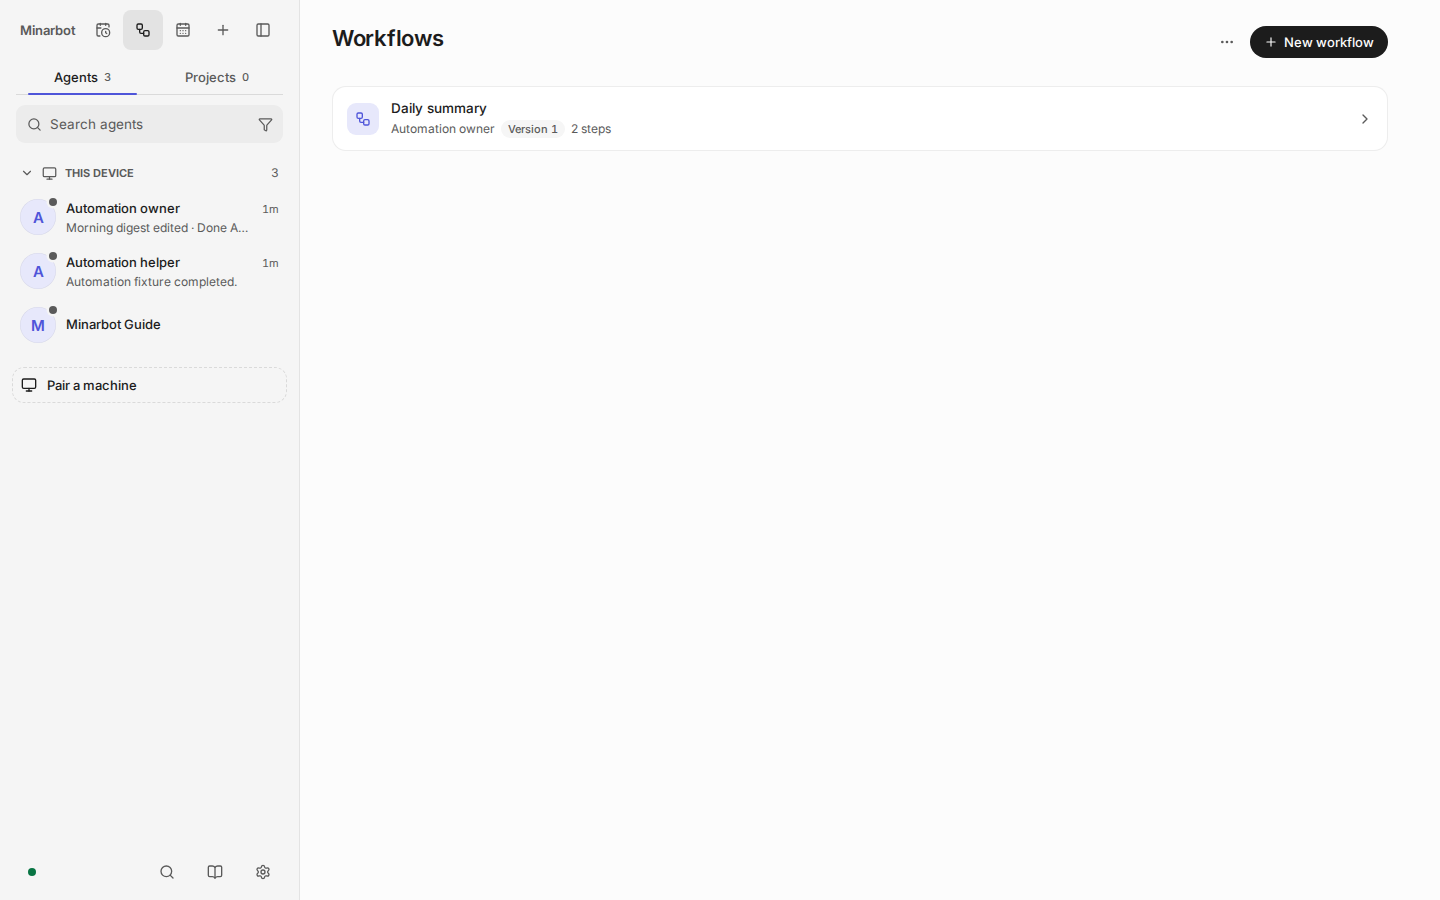 Minarbot
Agents 3
Projects 0
Search agents
THIS DEVICE 3
A
Automation owner 1m
Morning digest edited · Done A...
A
Automation helper 1m
Automation fixture completed.
M
Minarbot Guide
Pair a machine
Workflows
New workflow
Daily summary
Automation owner Version 1 2 steps